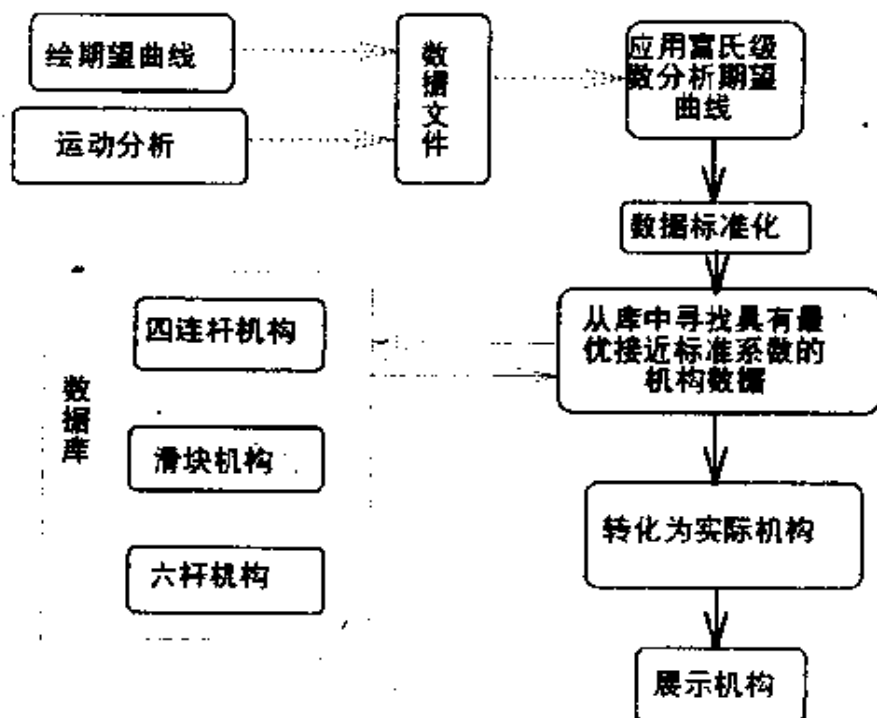 绘期望曲线
运动分析
数据文件
应用富氏级
数分析期望
曲线
数据标准化
从库中寻找具有最
优接近标准系数的
机构数据
数据库
四连杆机构
滑块机构
六杆机构
转化为实际机构
展示机构